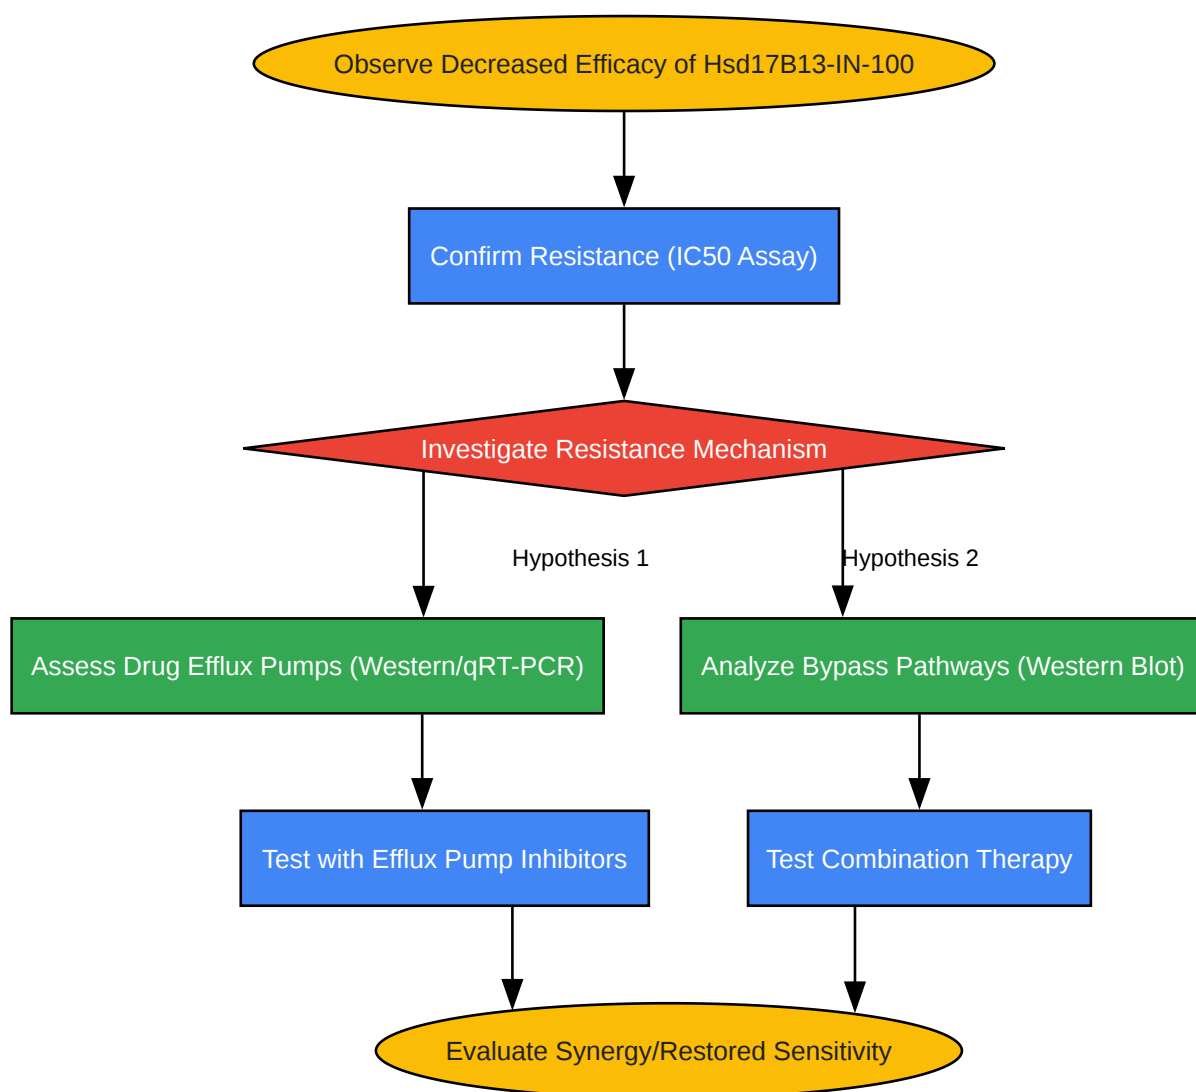 Observe Decreased Efficacy of Hsd17B13-IN-100
Confirm Resistance (IC50 Assay)
Investigate Resistance Mechanism
Hypothesis 1
Hypothesis 2
Assess Drug Efflux Pumps (Western/qRT-PCR)
Analyze Bypass Pathways (Western Blot)
Test with Efflux Pump Inhibitors
Test Combination Therapy
Evaluate Synergy/Restored Sensitivity